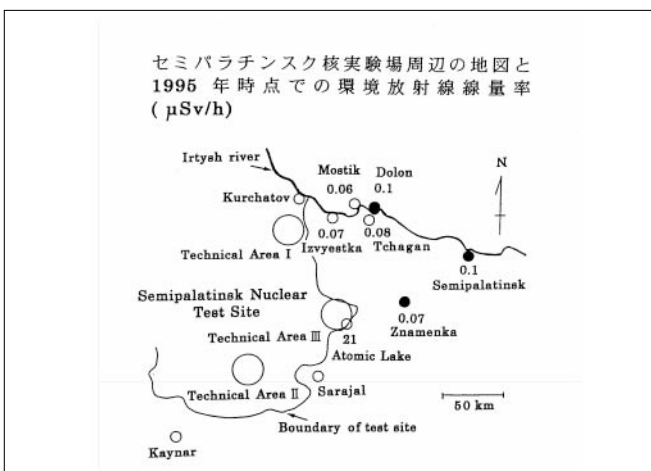 セミパラチンスク核実験場周辺の地図と
1995 年時点での環境放射線線量率
( μSv/h)
Irtysh river
Mostik
Dolon
N
0.06
0.1
Kurchatov
0.07
0.08
Izvyestka
Tchagan
Technical Area I
0.1
Semipalatinsk
Semipalatinsk Nuclear
Test Site
0.07
Znamenka
Technical Area III
21
Atomic Lake
Technical Area II
Sarajal
50 km
Boundary of test site
Kaynar